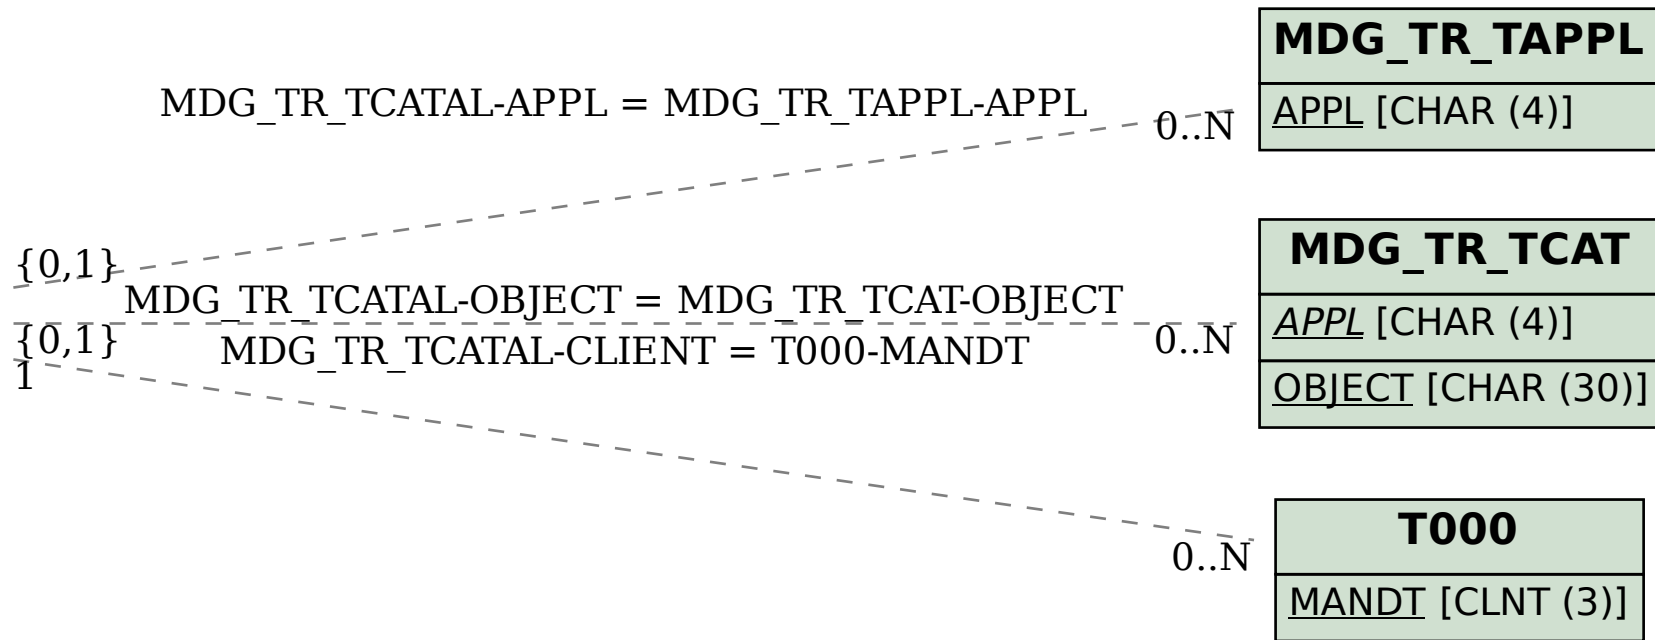 MDG_TR_TAPPL
APPL [CHAR (4)]
MDG_TR_TCATAL-APPL = MDG_TR_TAPPL-APPL
0..N
{0,1}
MDG_TR_TCAT
APPL [CHAR (4)]
OBJECT [CHAR (30)]
MDG_TR_TCATAL-OBJECT = MDG_TR_TCAT-OBJECT
0..N
{0,1}
MDG_TR_TCATAL-CLIENT = T000-MANDT
1
0..N
T000
MANDT [CLNT (3)]